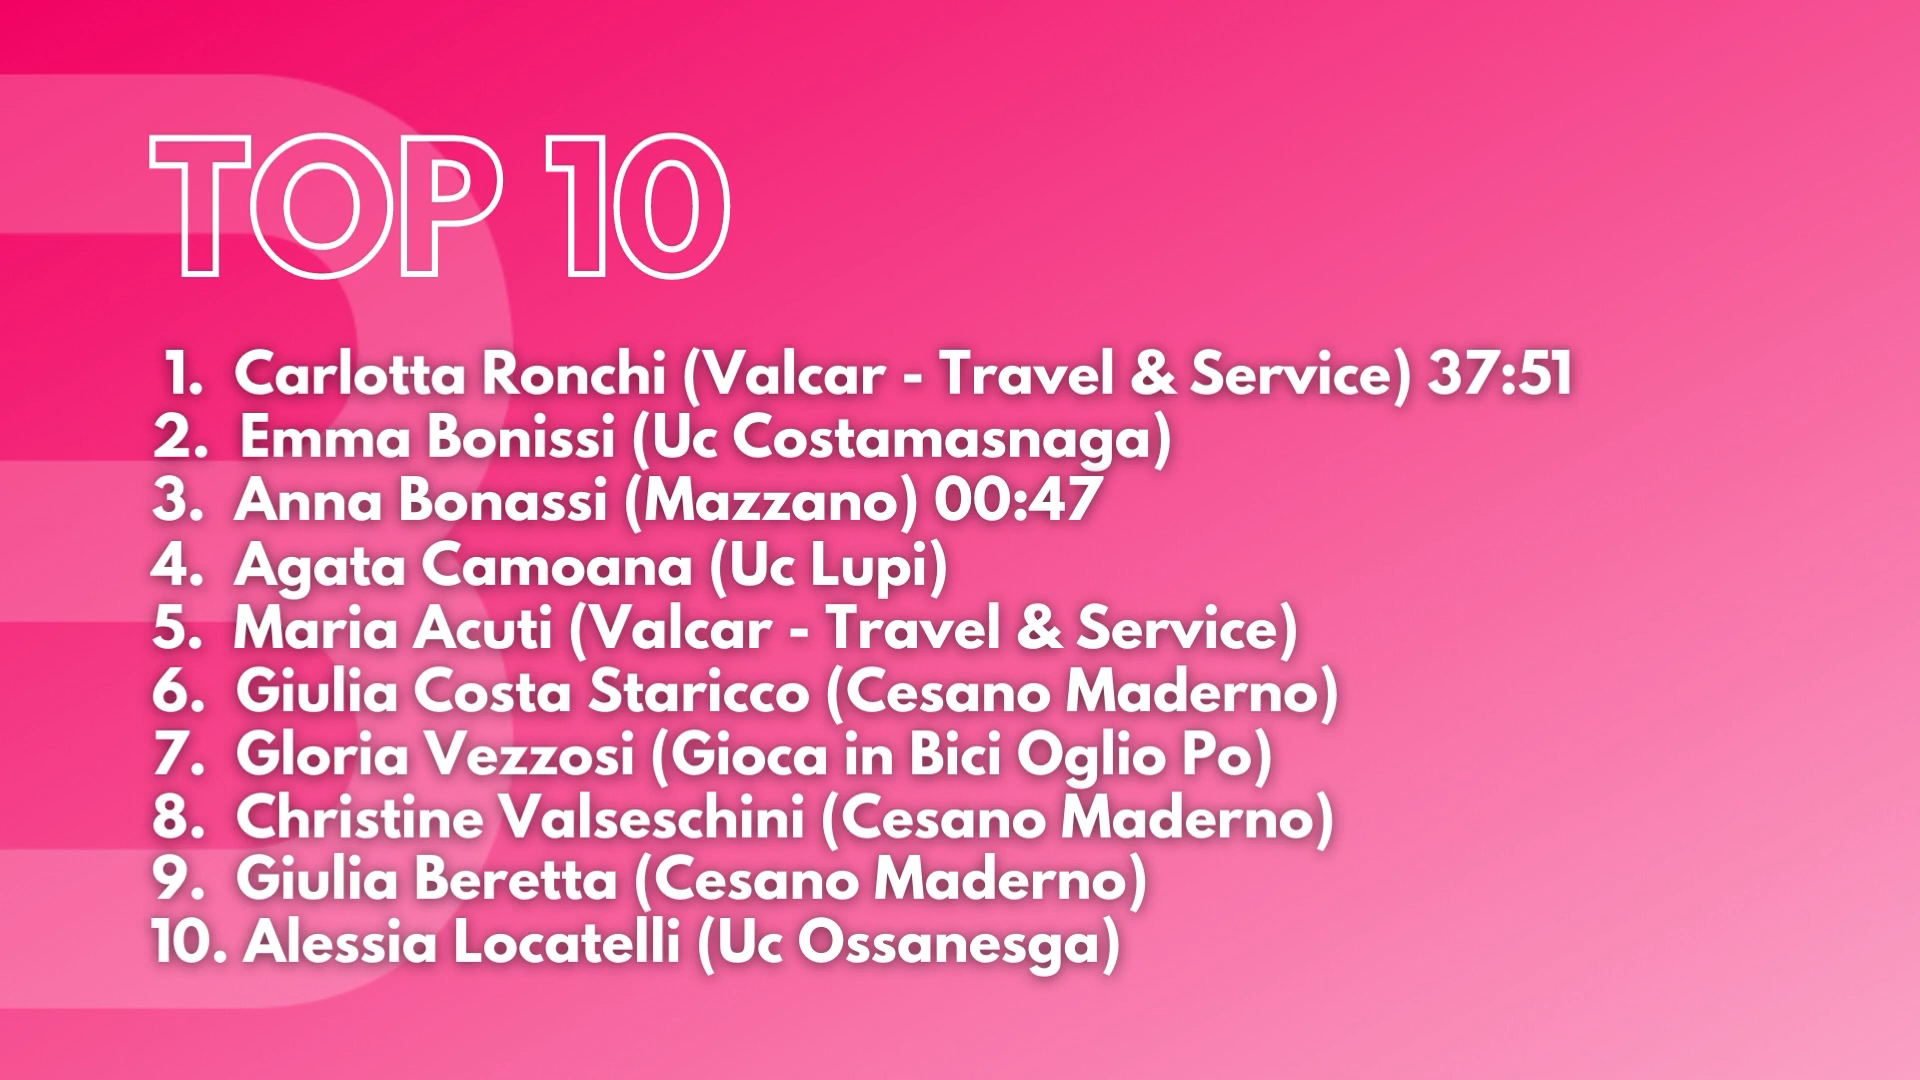 TOP 10
1. Carlotta Ronchi (Valcar - Travel & Service) 37:51
2. Emma Bonissi (Uc Costamasnaga)
3. Anna Bonassi (Mazzano) 00:47
4. Agata Camoana (Uc Lupi)
5. Maria Acuti (Valcar - Travel & Service)
6. Giulia Costa Staricco (Cesano Maderno)
7. Gloria Vezzosi (Gioca in Bici Oglio Po)
8. Christine Valseschini (Cesano Maderno)
9. Giulia Beretta (Cesano Maderno)
10. Alessia Locatelli (Uc Ossanesga)